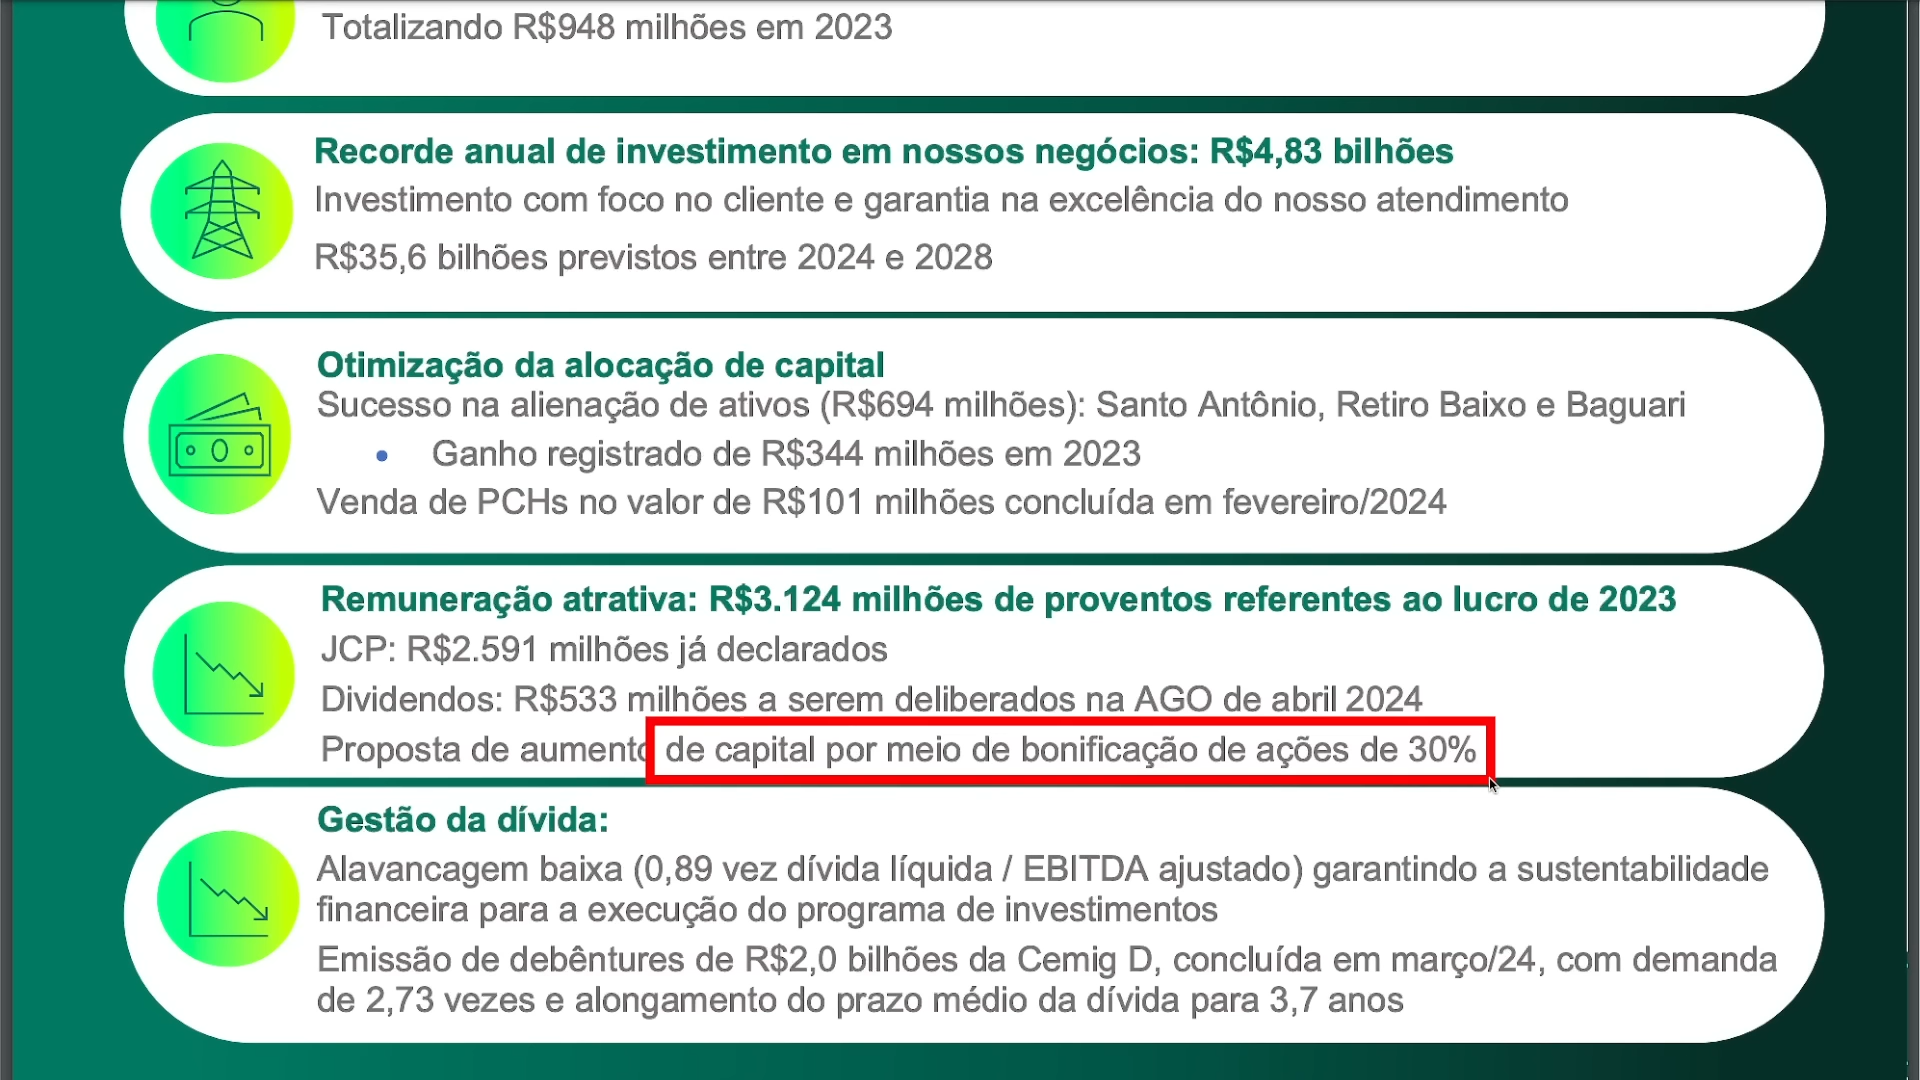 Totalizando R$948 milhões em 2023
Recorde anual de investimento em nossos negócios: R$4,83 bilhões
Investimento com foco no cliente e garantia na excelência do nosso atendimento
R$35,6 bilhões previstos entre 2024 e 2028
Otimização da alocação de capital
Sucesso na alienação de ativos (R$694 milhões): Santo Antônio, Retiro Baixo e Baguari
• Ganho registrado de R$344 milhões em 2023
Venda de PCHs no valor de R$101 milhões concluída em fevereiro/2024
Remuneração atrativa: R$3.124 milhões de proventos referentes ao lucro de 2023
JCP: R$2.591 milhões já declarados
Dividendos: R$533 milhões a serem deliberados na AGO de abril 2024
Proposta de aumento de capital por meio de bonificação de ações de 30%
Gestão da dívida:
Alavancagem baixa (0,89 vez dívida líquida / EBITDA ajustado) garantindo a sustentabilidade
financeira para a execução do programa de investimentos
Emissão de debêntures de R$2,0 bilhões da Cemig D, concluída em março/24, com demanda
de 2,73 vezes e alongamento do prazo médio da dívida para 3,7 anos